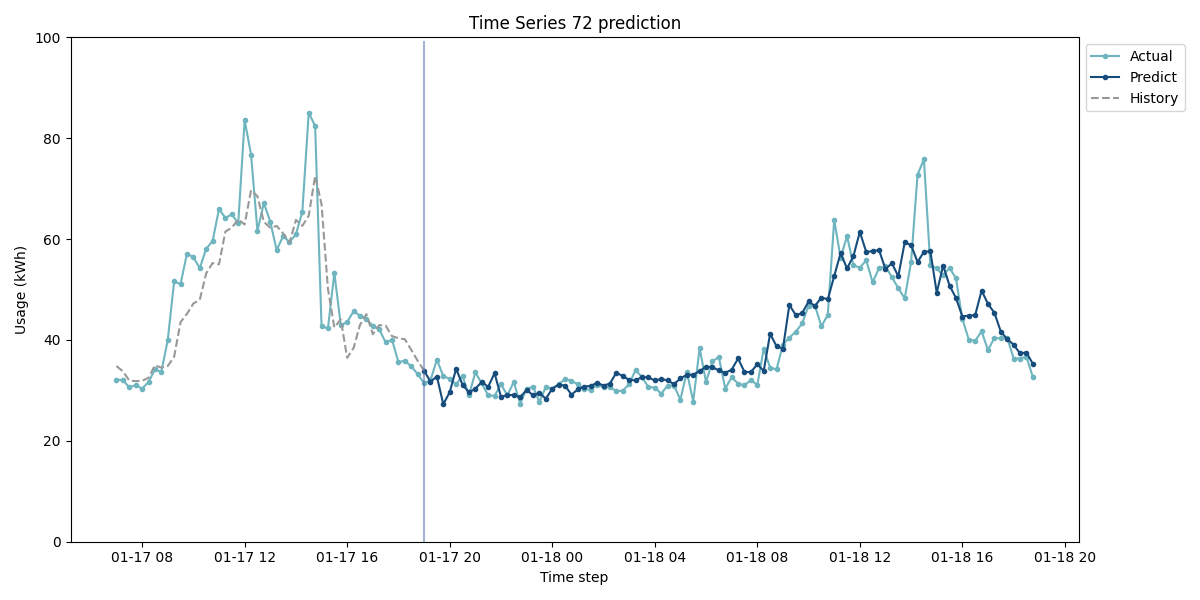 Time Series 72 prediction
Usage (kWh)
100
80
60
40
20
0
01-17 08
01-17 12
01-17 16
01-17 20
01-18 00
01-18 04
01-18 08
01-18 12
01-18 16
01-18 20
Time step
Actual
Predict
History